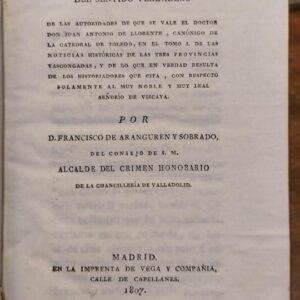 DEL SENTIDO VERDADERO
DE LAS AUTORIDADES DE QUE SE VALE EL DOCTOR
DON JUAN ANTONIO DE LLORENTE, CANÓNIGO DE
LA CATEDRAL DE TOLEDO, EN EL TOMO I. DE LAS
NOTICIAS HISTÓRICAS DE LAS TRES PROVINCIAS
VASCONGADAS, Y DE LO QUE EN VERDAD RESULTA
DE LOS HISTORIADORES QUE CITA, CON RESPECTO
SOLAMENTE AL MUY NOBLE Y MUY LEAL
SEÑORÍO DE VIZCAYA.
POR
D. FRANCISCO DE ARANGUREN Y SOBRADO,
DEL CONSEJO DE S. M.
ALCALDE DEL CRIMEN HONORARIO
DE LA CHANCILLERÍA DE VALLADOLID.
MADRID.
EN LA IMPRENTA DE VEGA Y COMPAÑÍA,
CALLE DE CAPELLANES.
1807.